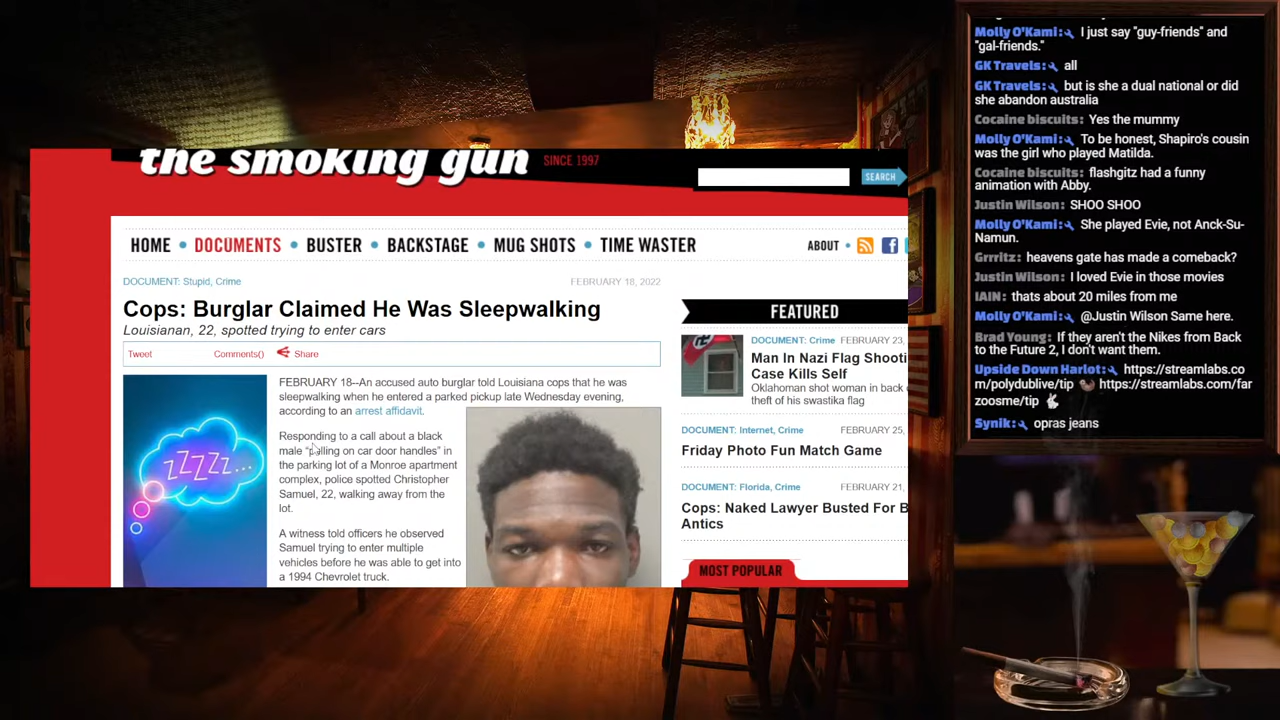 the smoking gun
SINCE 1997
SEARCH
HOME • DOCUMENTS • BUSTER • BACKSTAGE • MUG SHOTS • TIME WASTER
ABOUT •
DOCUMENT: Stupid, Crime
FEBRUARY 18, 2022
Cops: Burglar Claimed He Was Sleepwalking
Louisianan, 22, spotted trying to enter cars
Tweet
Comments()
Share
ZZZZZ...
FEBRUARY 18--An accused auto burglar told Louisiana cops that he was
sleepwalking when he entered a parked pickup late Wednesday evening,
according to an arrest affidavit.
Responding to a call about a black
male “pulling on car door handles” in
the parking lot of a Monroe apartment
complex, police spotted Christopher
Samuel, 22, walking away from the
lot.
A witness told officers he observed
Samuel trying to enter multiple
vehicles before he was able to get into
a 1994 Chevrolet truck.
FEATURED
DOCUMENT: Crime
FEBRUARY 23,
Man In Nazi Flag Shooti
Case Kills Self
Oklahoman shot woman in back
theft of his swastika flag
DOCUMENT: Internet, Crime
FEBRUARY 25,
Friday Photo Fun Match Game
DOCUMENT: Florida, Crime
FEBRUARY 21,
Cops: Naked Lawyer Busted For B
Antics
MOST POPULAR
Molly O'Kami: I just say "guy-friends" and
"gal-friends."
GK Travels: all
GK Travels: but is she a dual national or did
she abandon australia
Cocaine biscuits: Yes the mummy
Molly O'Kami: To be honest, Shapiro's cousin
was the girl who played Matilda.
Cocaine biscuits: flashgitz had a funny
animation with Abby.
Justin Wilson: SHOO SHOO
Molly O'Kami: She played Evie, not Anck-Su-
Namun.
Grrritz: heavens gate has made a comeback?
Justin Wilson: I loved Evie in those movies
IAIN: thats about 20 miles from me
Molly O'Kami: @Justin Wilson Same here.
Brad Young: If they aren't the Nikes from Back
to the Future 2, I don't want them.
Upside Down Harlot: https://streamlabs.co
m/polydublive/tip https://streamlabs.com/far
zoosme/tip
Synik: opras jeans